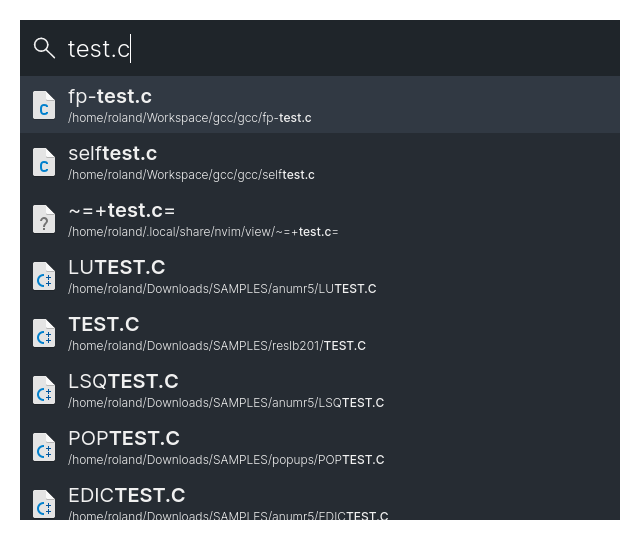 test.c
fp-test.c
/home/roland/Workspace/gcc/gcc/fp-test.c
selftest.c
/home/roland/Workspace/gcc/gcc/selftest.c
~=+test.c=
/home/roland/.local/share/nvim/view/~=+test.c=
LUTEST.C
/home/roland/Downloads/SAMPLES/anumr5/LUTEST.C
TEST.C
/home/roland/Downloads/SAMPLES/reslb201/TEST.C
LSQTEST.C
/home/roland/Downloads/SAMPLES/anumr5/LSQTEST.C
POPTEST.C
/home/roland/Downloads/SAMPLES/popups/POPTEST.C
EDICTEST.C
/home/roland/Downloads/SAMPLES/anumr5/EDICTEST.C